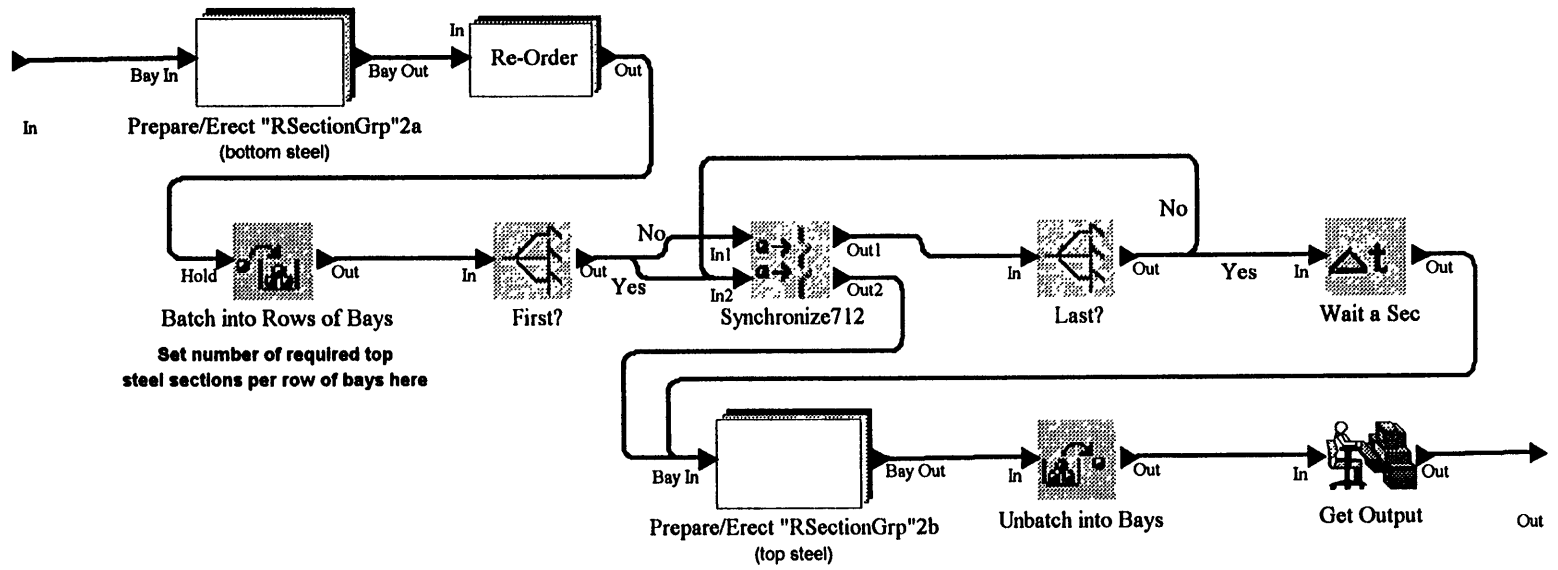 In
Re-Order
Out
Bay In
Bay Out
In
Prepare/Erect "RSectionGrp"2a
(bottom steel)
No
No
In1
Out1
Hold
Out
In
Out
Yes
In2
Out2
In
Out
Yes
In
Out
Batch into Rows of Bays
First?
Synchronize712
Last?
Wait a Sec
Set number of required top
steel sections per row of bays here
Bay In
Bay Out
In
Out
In
Out
Prepare/Erect "RSectionGrp"2b
(top steel)
Unbatch into Bays
Get Output
Out